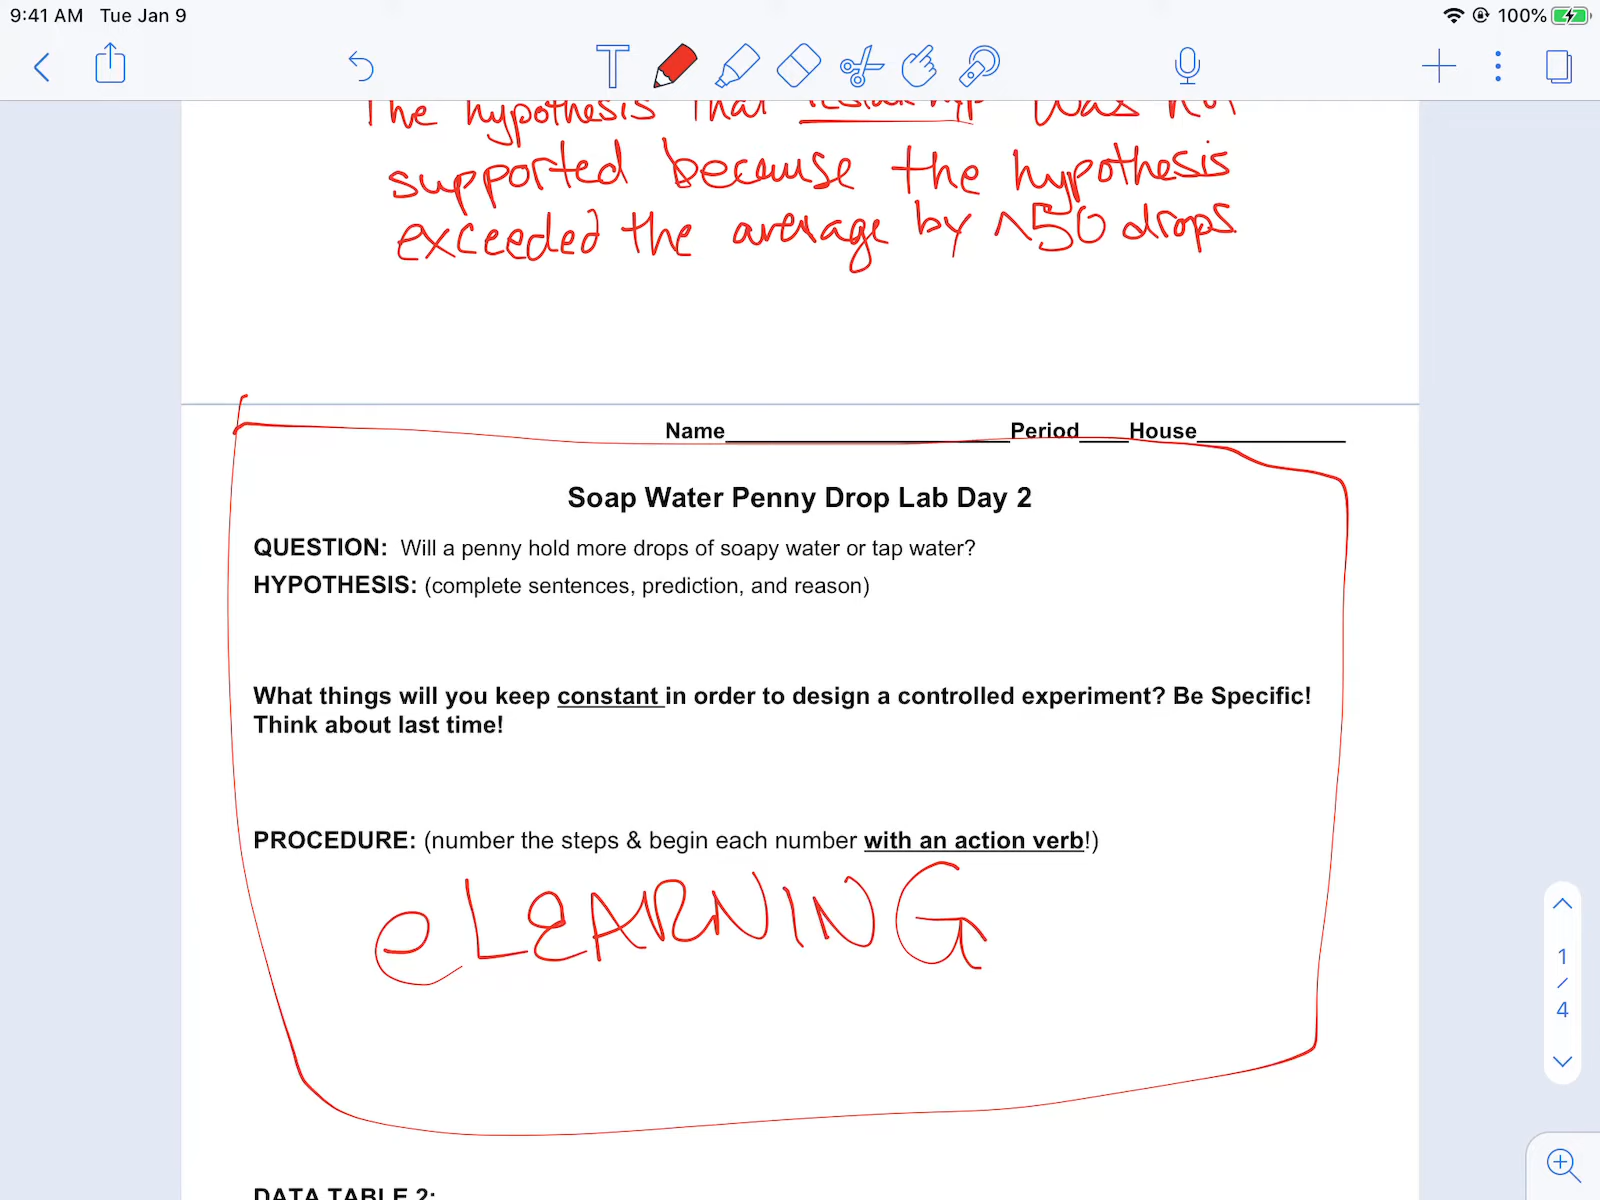 9:41 AM Tue Jan 9
100%
The hypothesis that was not
supported because the hypothesis
exceeded the average by ~50 drops
Name Period House
Soap Water Penny Drop Lab Day 2
QUESTION: Will a penny hold more drops of soapy water or tap water?
HYPOTHESIS: (complete sentences, prediction, and reason)
What things will you keep constant in order to design a controlled experiment? Be Specific!
Think about last time!
PROCEDURE: (number the steps & begin each number with an action verb!)
eLEARNING
1
/
4
DATA TABLE 2: